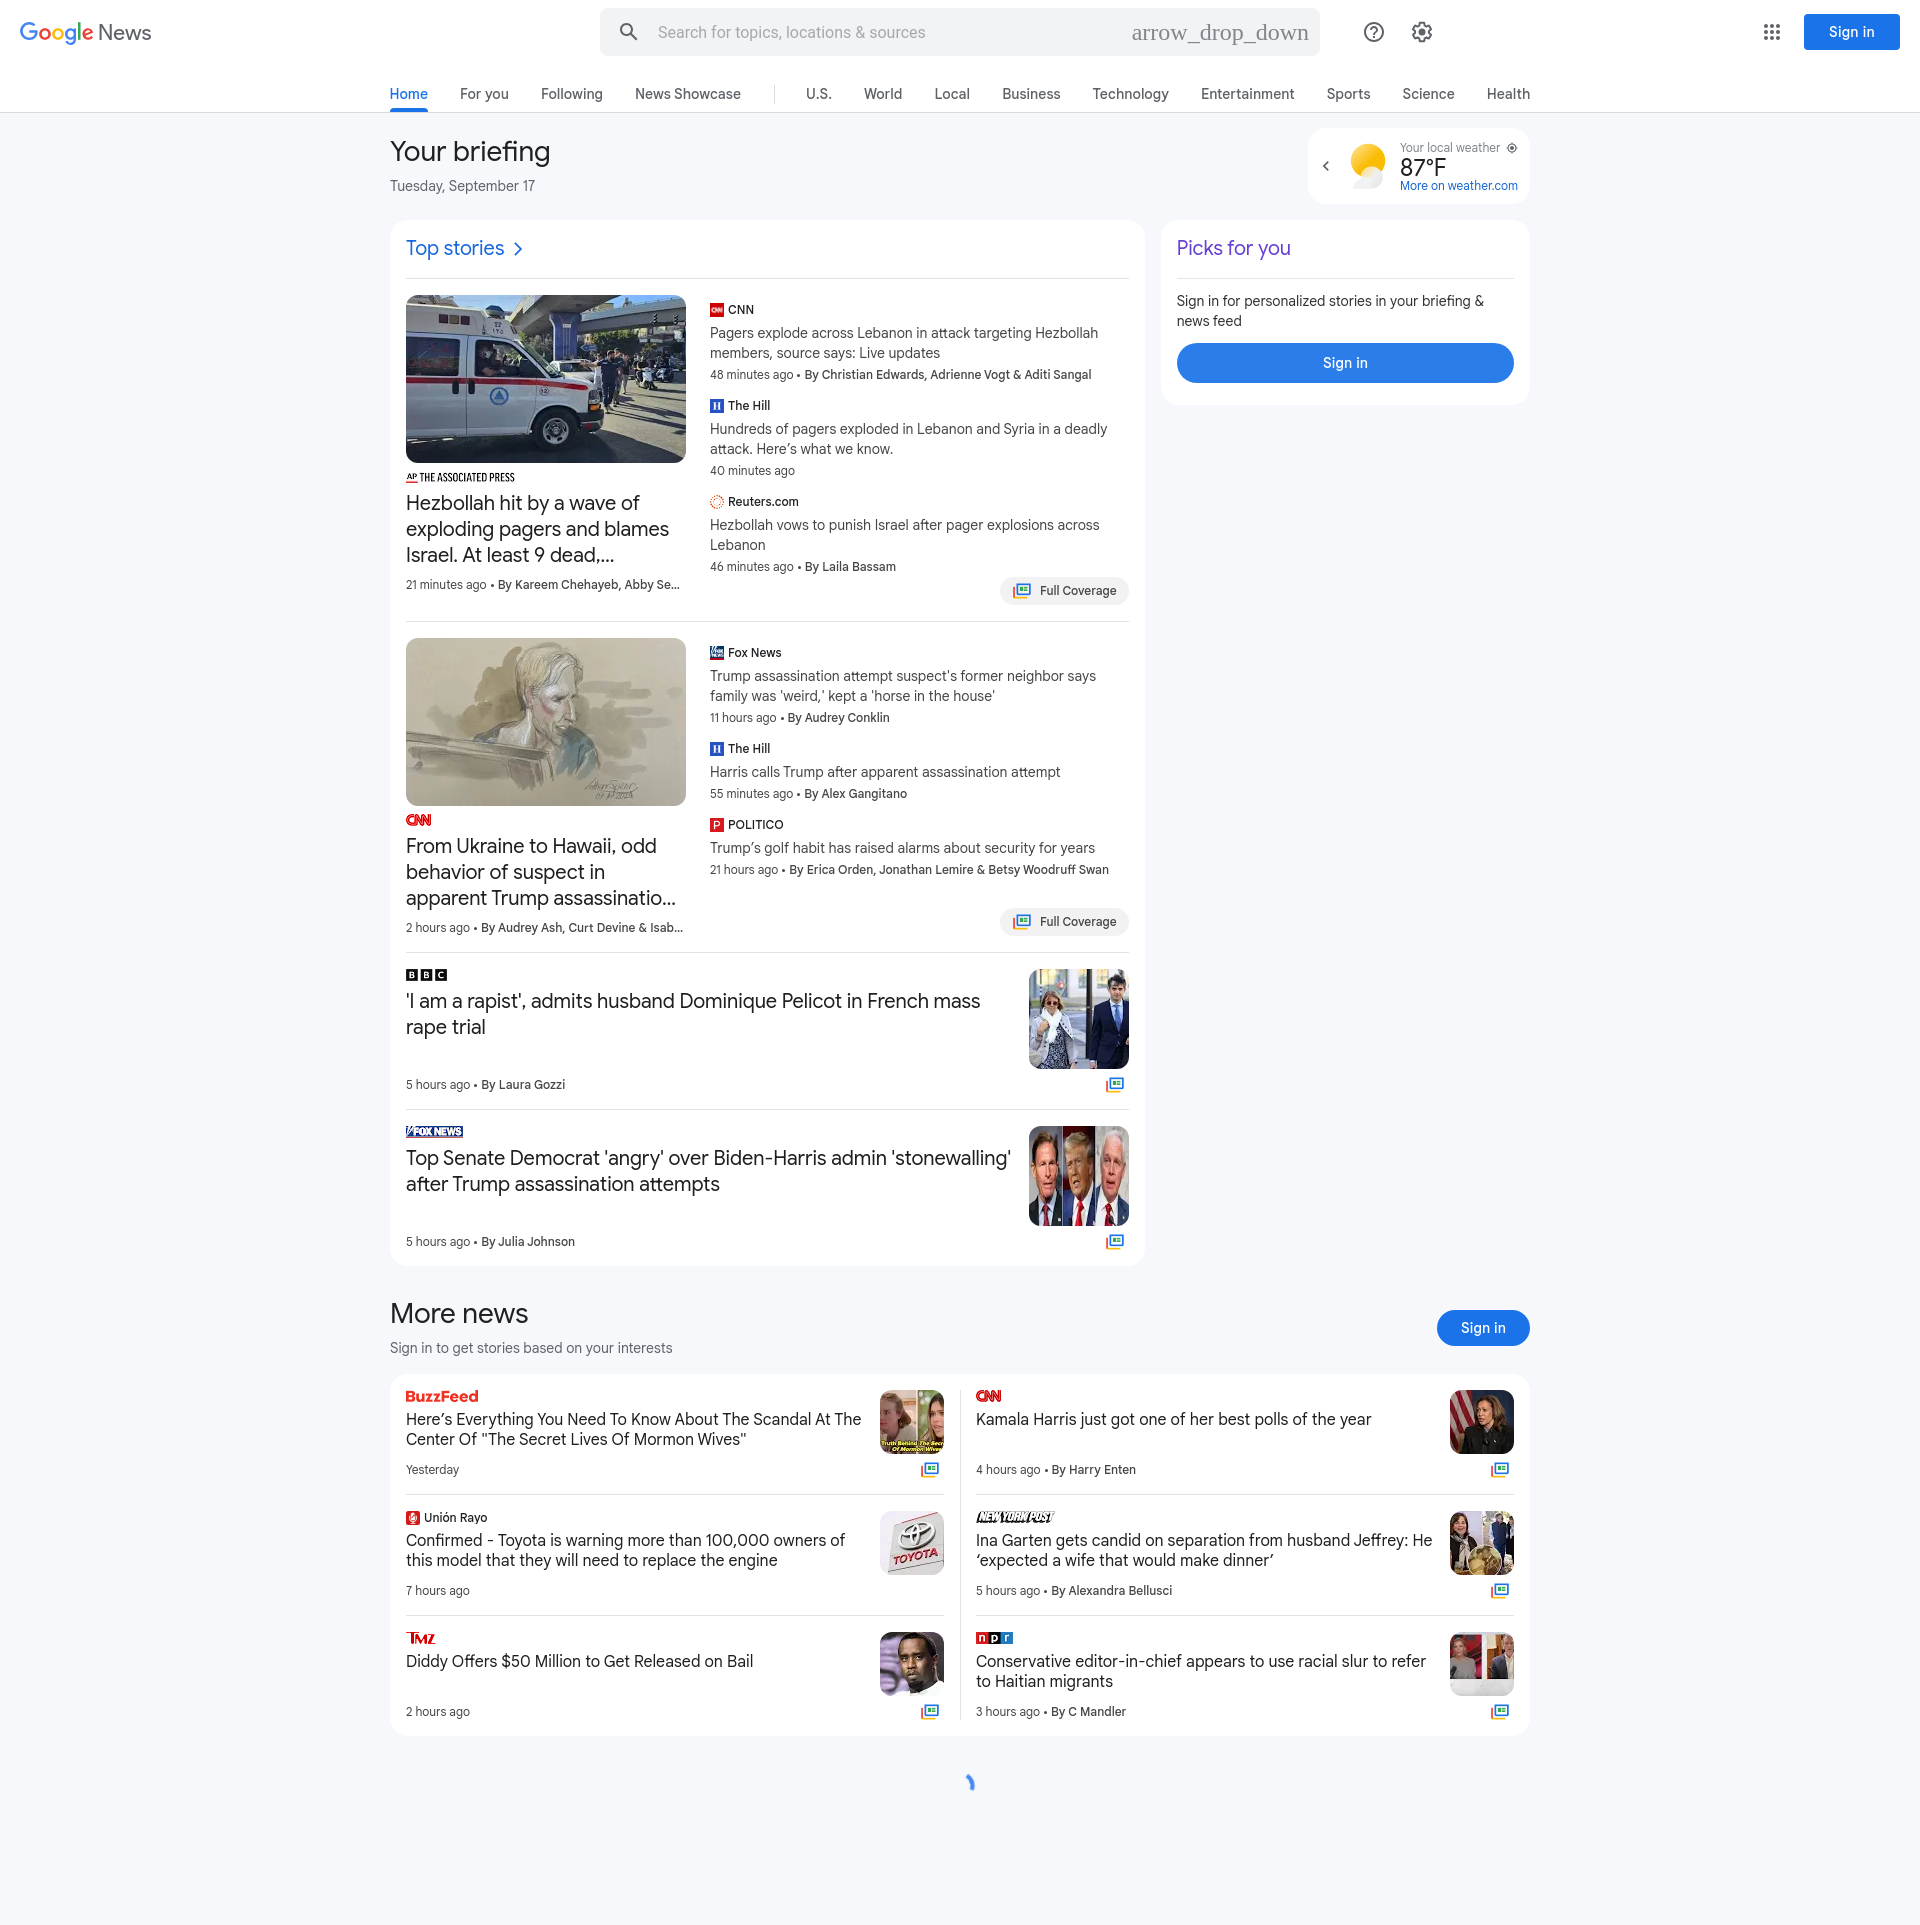 Google News
Search for topics, locations & sources
arrow_drop_down
Sign in
Home
For you
Following
News Showcase
U.S.
World
Local
Business
Technology
Entertainment
Sports
Science
Health
Your briefing
Tuesday, September 17
Your local weather
87°F
More on weather.com
Top stories
THE ASSOCIATED PRESS
Hezbollah hit by a wave of
exploding pagers and blames
Israel. At least 9 dead,...
21 minutes ago • By Kareem Chehayeb, Abby Se...
CNN
Pagers explode across Lebanon in attack targeting Hezbollah
members, source says: Live updates
48 minutes ago • By Christian Edwards, Adrienne Vogt & Aditi Sangal
The Hill
Hundreds of pagers exploded in Lebanon and Syria in a deadly
attack. Here’s what we know.
40 minutes ago
Reuters.com
Hezbollah vows to punish Israel after pager explosions across
Lebanon
46 minutes ago • By Laila Bassam
Full Coverage
CNN
From Ukraine to Hawaii, odd
behavior of suspect in
apparent Trump assassinatio...
2 hours ago • By Audrey Ash, Curt Devine & Isab...
Fox News
Trump assassination attempt suspect's former neighbor says
family was 'weird,' kept a 'horse in the house'
11 hours ago • By Audrey Conklin
The Hill
Harris calls Trump after apparent assassination attempt
55 minutes ago • By Alex Gangitano
POLITICO
Trump’s golf habit has raised alarms about security for years
21 hours ago • By Erica Orden, Jonathan Lemire & Betsy Woodruff Swan
Full Coverage
BBC
'I am a rapist', admits husband Dominique Pelicot in French mass
rape trial
5 hours ago • By Laura Gozzi
FOX NEWS
Top Senate Democrat 'angry' over Biden-Harris admin 'stonewalling'
after Trump assassination attempts
5 hours ago • By Julia Johnson
Picks for you
Sign in for personalized stories in your briefing &
news feed
Sign in
More news
Sign in to get stories based on your interests
Sign in
BuzzFeed
Here’s Everything You Need To Know About The Scandal At The
Center Of "The Secret Lives Of Mormon Wives"
Yesterday
CNN
Kamala Harris just got one of her best polls of the year
4 hours ago • By Harry Enten
Unión Rayo
Confirmed - Toyota is warning more than 100,000 owners of
this model that they will need to replace the engine
7 hours ago
TOYOTA
NEW YORK POST
Ina Garten gets candid on separation from husband Jeffrey: He
‘expected a wife that would make dinner’
5 hours ago • By Alexandra Bellusci
TMZ
Diddy Offers $50 Million to Get Released on Bail
2 hours ago
npr
Conservative editor-in-chief appears to use racial slur to refer
to Haitian migrants
3 hours ago • By C Mandler